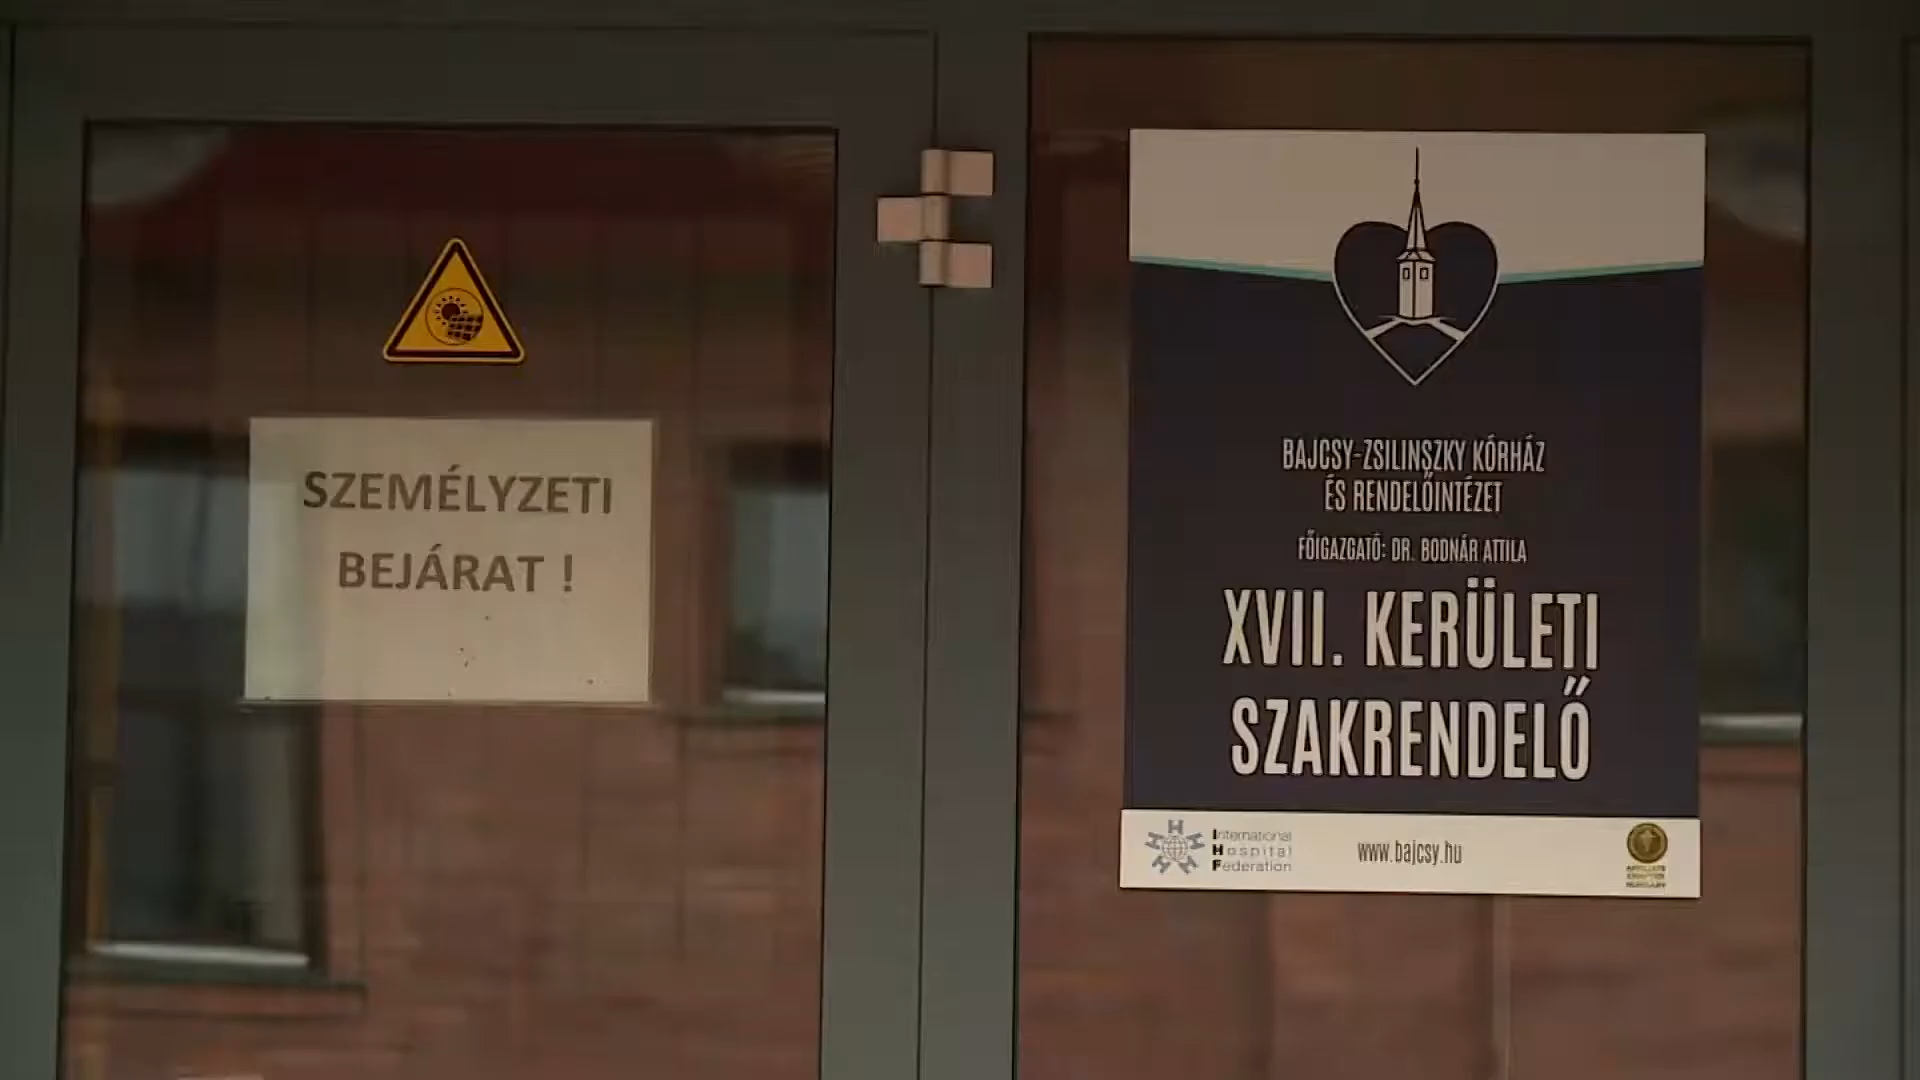 SZEMÉLYZETI
BEJÁRAT !
BAJCSY-ZSILINSZKY KÓRHÁZ
ÉS RENDELŐINTÉZET
FŐIGAZGATÓ: DR. BODNÁR ATTILA
XVII. KERÜLETI
SZAKRENDELŐ
International
Hospital
Federation
www.bajcsy.hu
HUNGARY